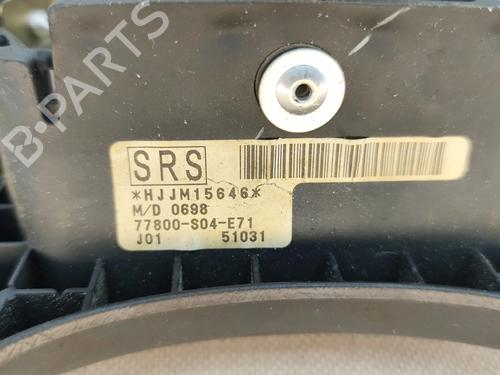 B-PARTS
SRS
*HJJM15646*
M/D 0698
77800-S04-E71
J01 51031